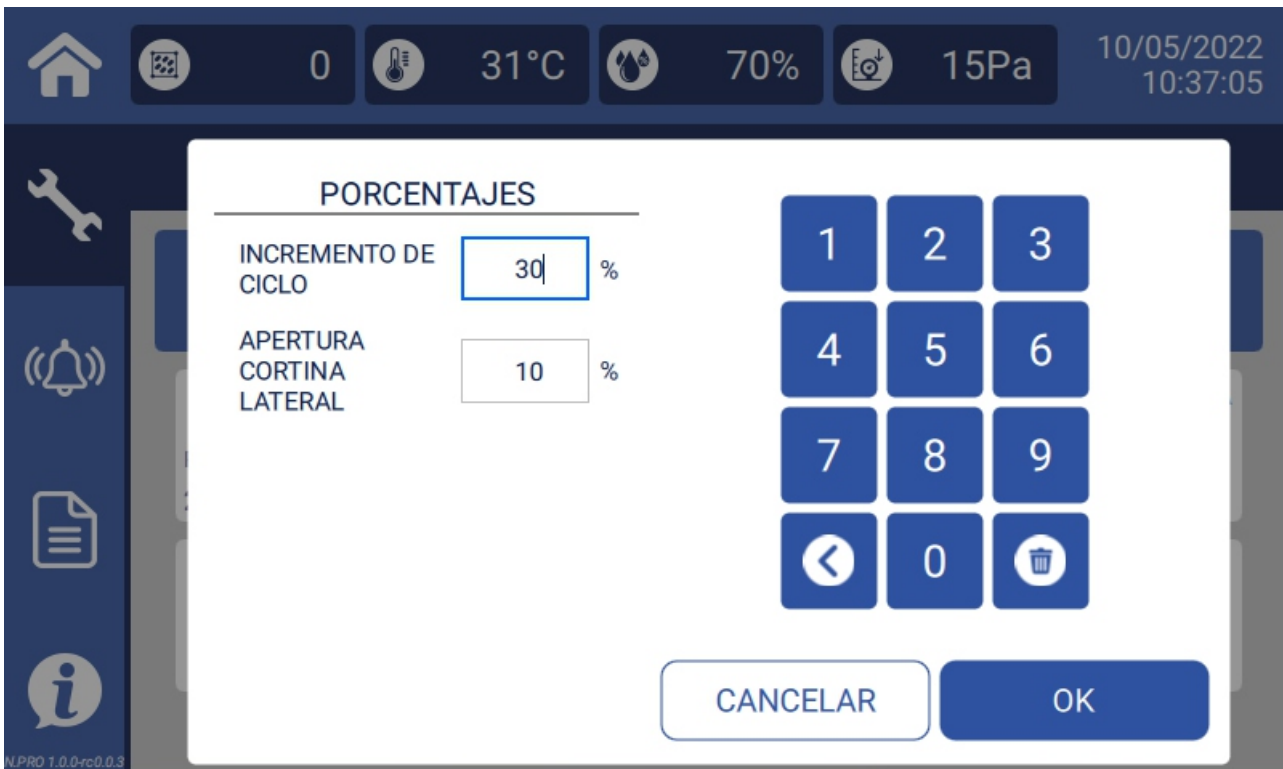 0
31°C
70%
15Pa
10/05/2022
10:37:05
PORCENTAJES
INCREMENTO DE
CICLO
30
%
APERTURA
CORTINA
LATERAL
10
%
1
2
3
4
5
6
7
8
9
0
CANCELAR
OK
N.PRO 1.0.0-rc0.0.3